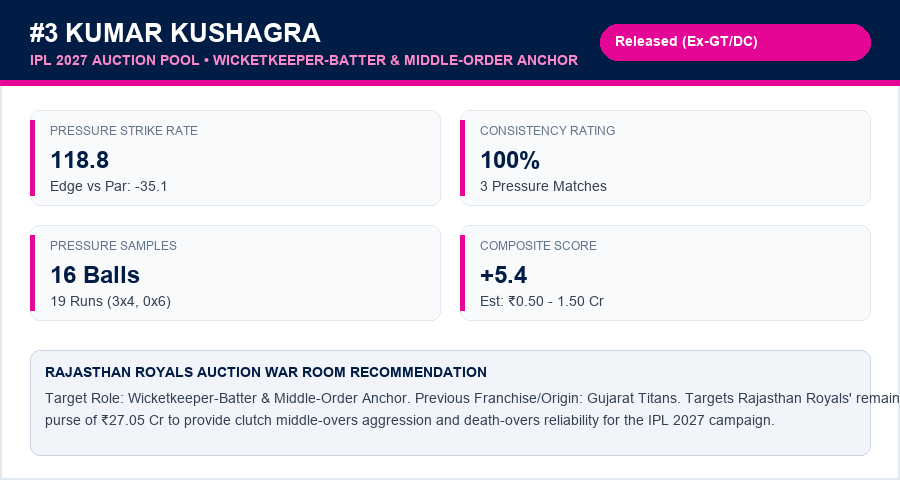 #3 KUMAR KUSHAGRA
IPL 2027 AUCTION POOL • WICKETKEEPER-BATTER & MIDDLE-ORDER ANCHOR
Released (Ex-GT/DC)
PRESSURE STRIKE RATE
118.8
Edge vs Par: -35.1
CONSISTENCY RATING
100%
3 Pressure Matches
PRESSURE SAMPLES
16 Balls
19 Runs (3x4, 0x6)
COMPOSITE SCORE
+5.4
Est: ₹0.50 - 1.50 Cr
RAJASTHAN ROYALS AUCTION WAR ROOM RECOMMENDATION
Target Role: Wicketkeeper-Batter & Middle-Order Anchor. Previous Franchise/Origin: Gujarat Titans. Targets Rajasthan Royals' remain
purse of ₹27.05 Cr to provide clutch middle-overs aggression and death-overs reliability for the IPL 2027 campaign.